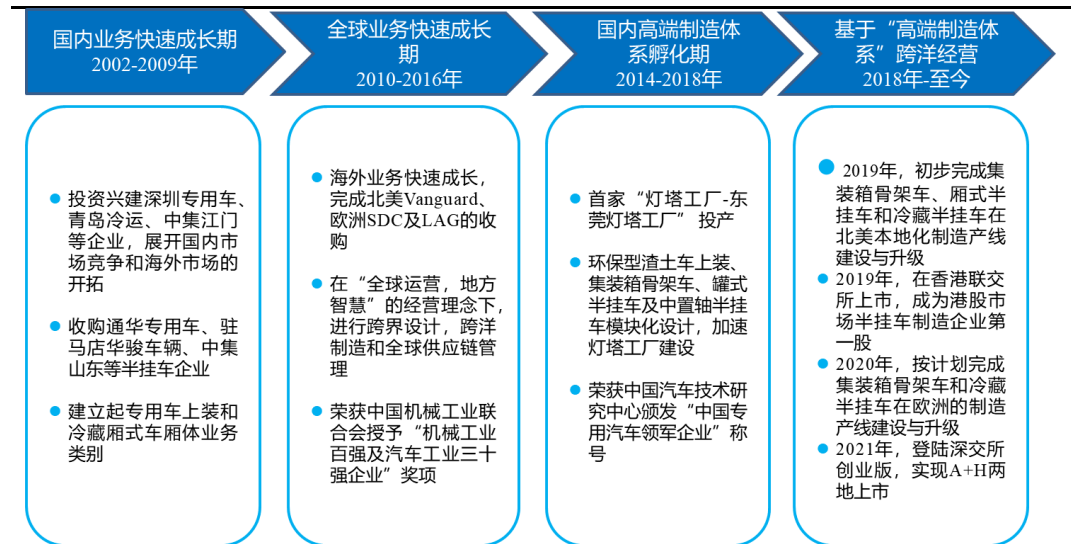 国内业务快速成长期
2002-2009年
全球业务快速成长
期
2010-2016年
国内高端制造体
系孵化期
2014-2018年
基于“高端制造体
系”跨洋经营
2018年-至今
投资兴建深圳专用车、
青岛冷运、中集江门
等企业，展开国内市
场竞争和海外市场的
开拓
收购通华专用车、驻
马店华骏车辆、中集
山东等半挂车企业
建立起专用车上装和
冷藏厢式车厢体业务
类别
海外业务快速成长，
完成北美Vanguard、
欧洲SDC及LAG的收
购
在“全球运营，地方
智慧”的经营理念下，
进行跨界设计，跨洋
制造和全球供应链管
理
荣获中国机械工业联
合会授予“机械工业
百强及汽车工业三十
强企业”奖项
首家“灯塔工厂-东
莞灯塔工厂” 投产
环保型渣土车上装、
集装箱骨架车、罐式
半挂车及中置轴半挂
车模块化设计，加速
灯塔工厂建设
荣获中国汽车技术研
究中心颁发“中国专
用汽车领军企业”称
号
2019年，初步完成集
装箱骨架车、厢式半
挂车和冷藏半挂车在
北美本地化制造产线
建设与升级
2019年，在香港联交
所上市，成为港股市
场半挂车制造企业第
一股
2020年，按计划完成
集装箱骨架车和冷藏
半挂车在欧洲的制造
产线建设与升级
2021年，登陆深交所
创业版，实现A+H两
地上市